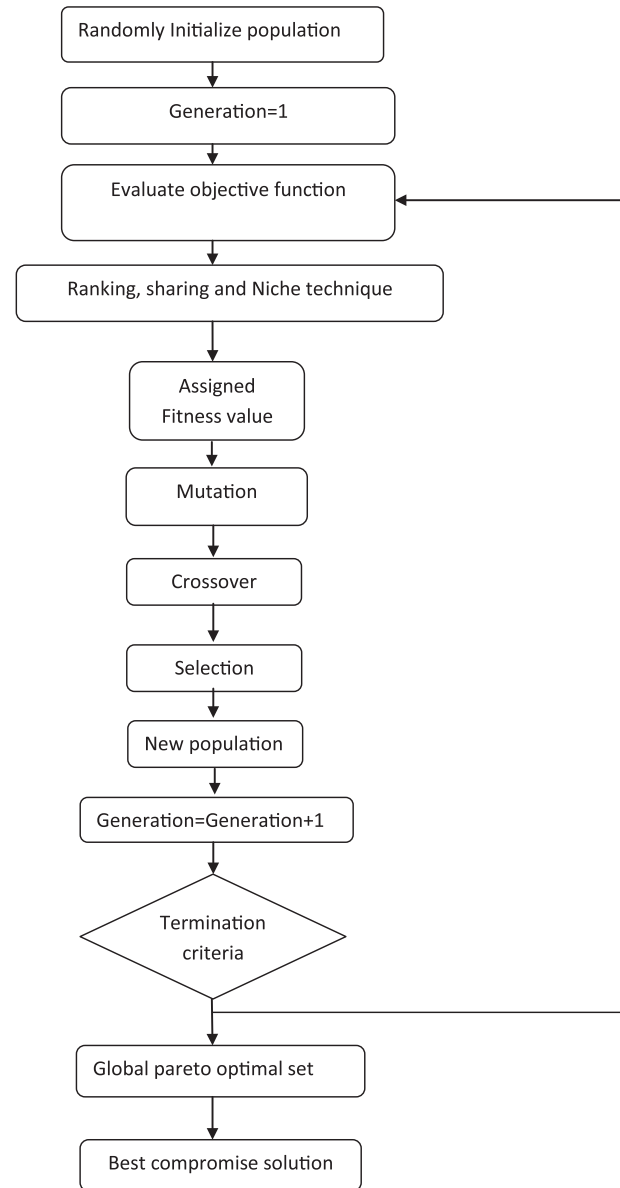 Randomly Initialize population
Generation=1
Evaluate objective function
Ranking, sharing and Niche technique
Assigned
Fitness value
Mutation
Crossover
Selection
New population
Generation=Generation+1
Termination
criteria
Global pareto optimal set
Best compromise solution